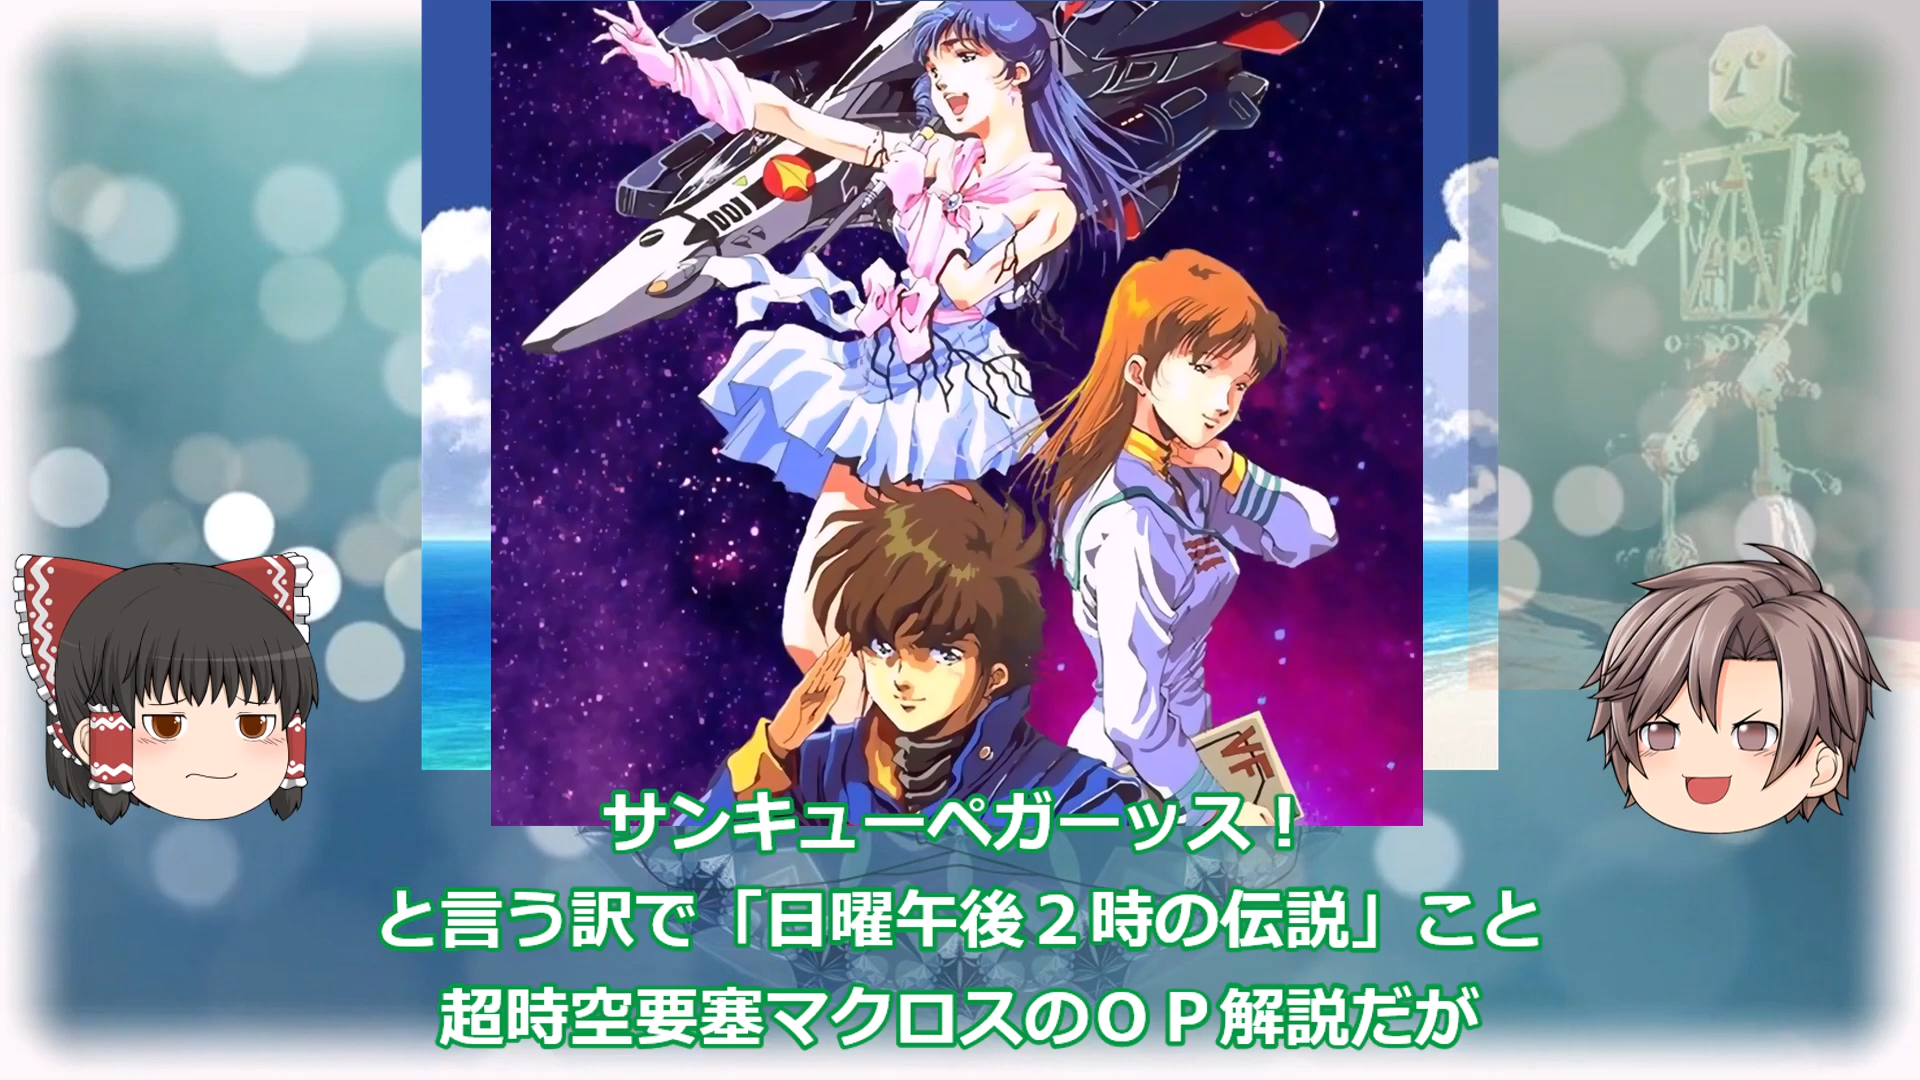 001
VF
サンキューペガーッス！
と言う訳で「日曜午後２時の伝説」こと
超時空要塞マクロスのＯＰ解説だが